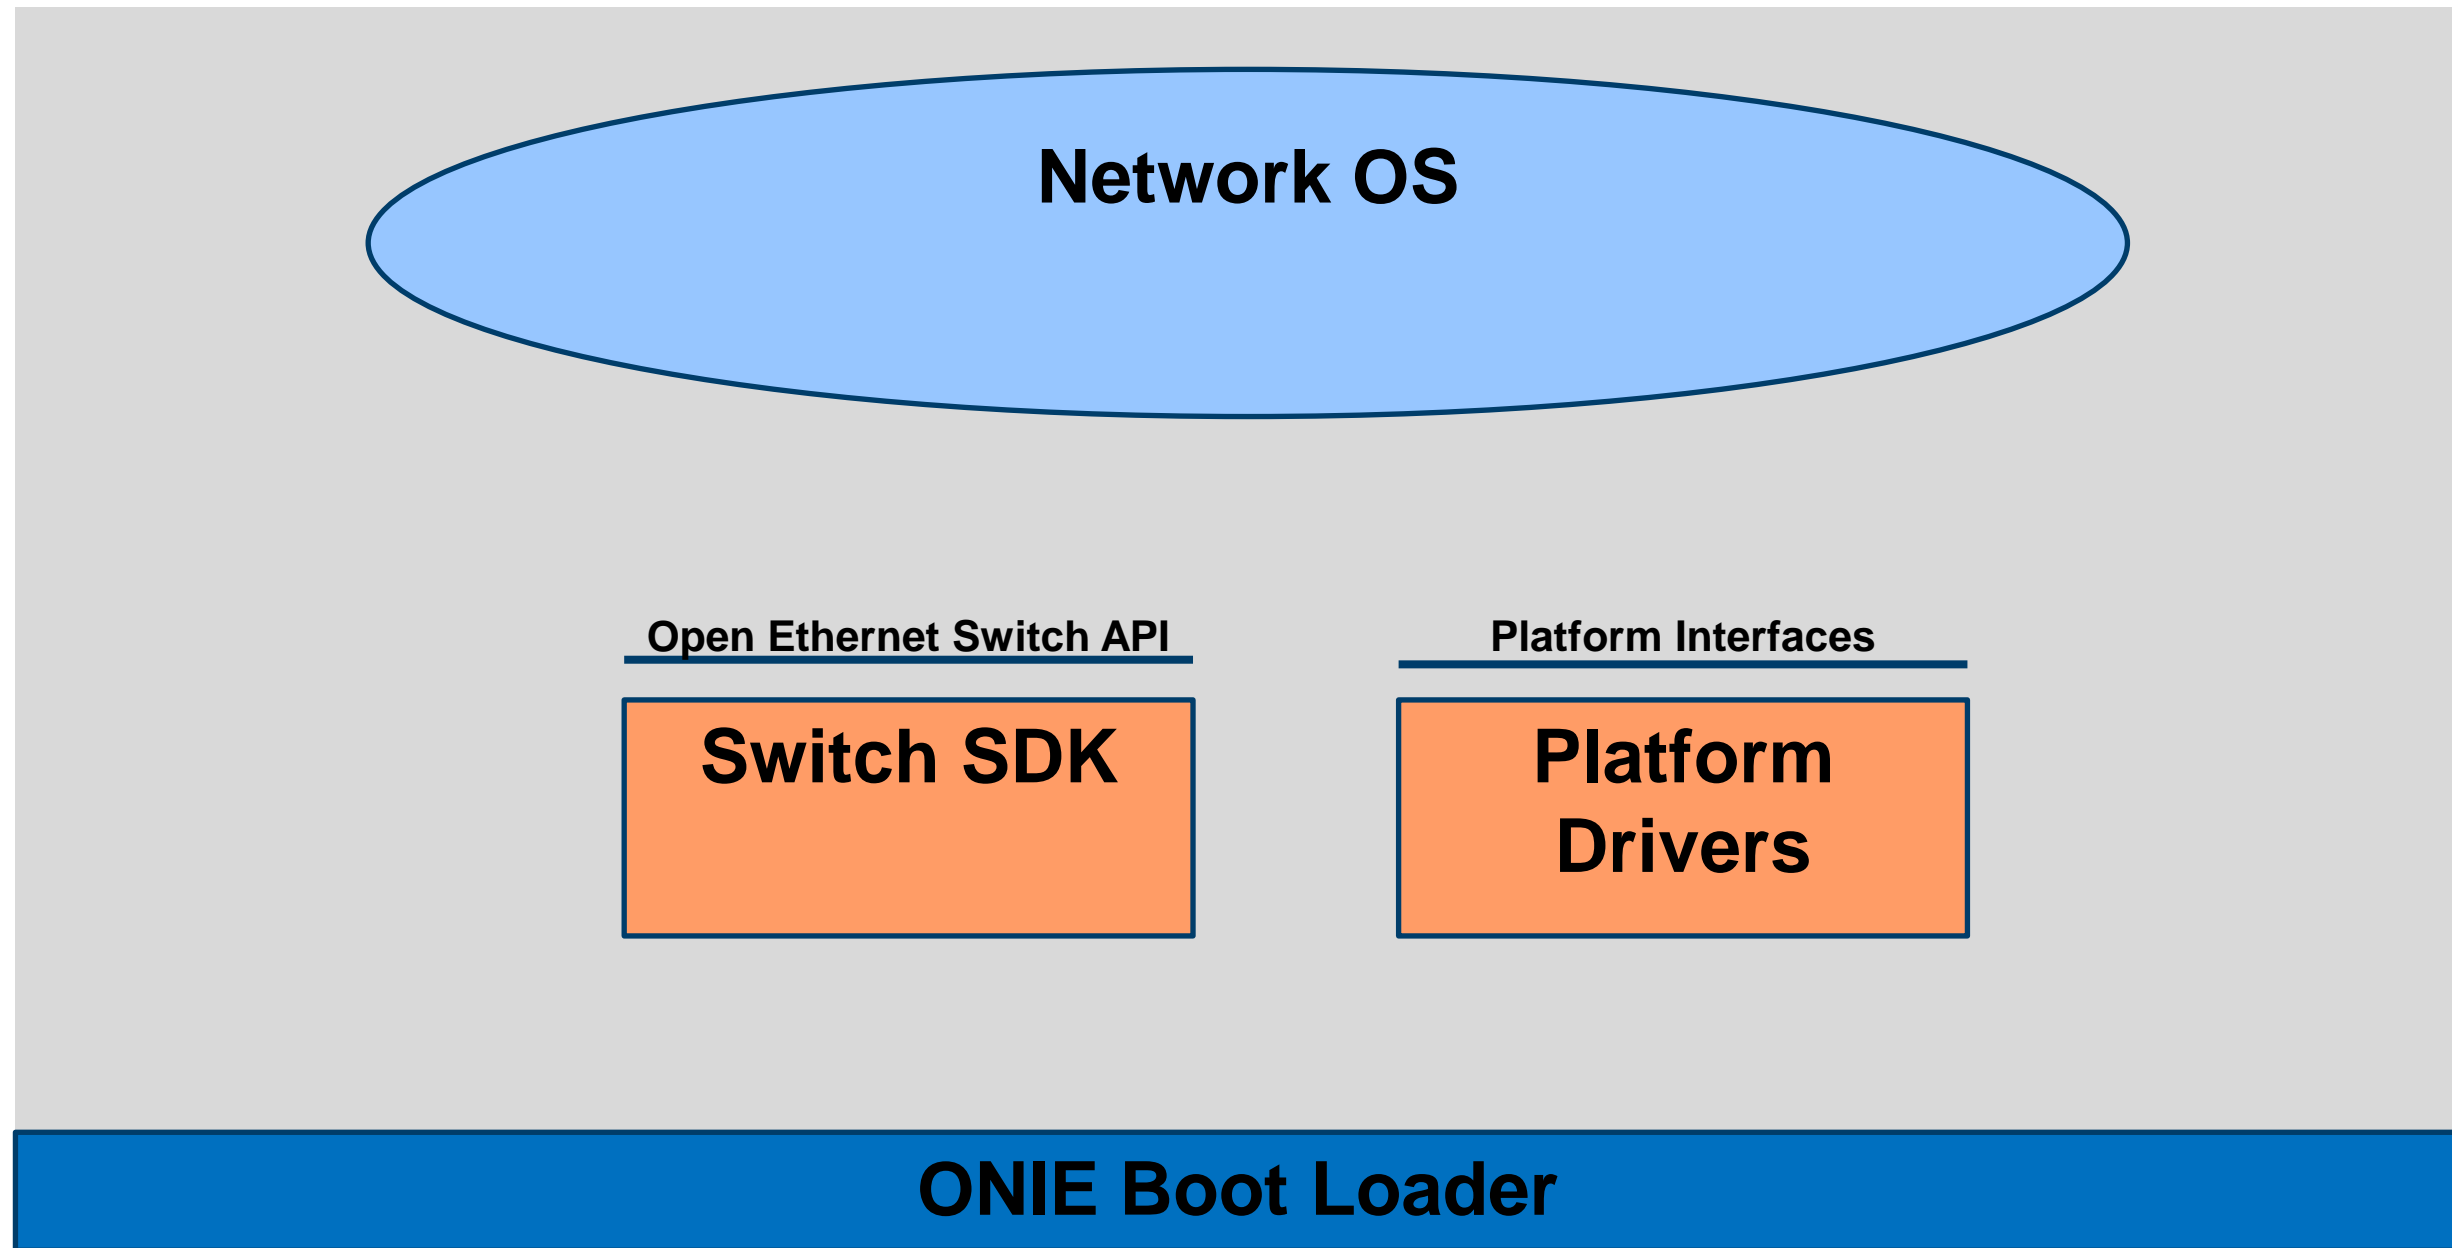 Network OS
Open Ethernet Switch API
Platform Interfaces
Switch SDK
Platform
Drivers
ONIE Boot Loader